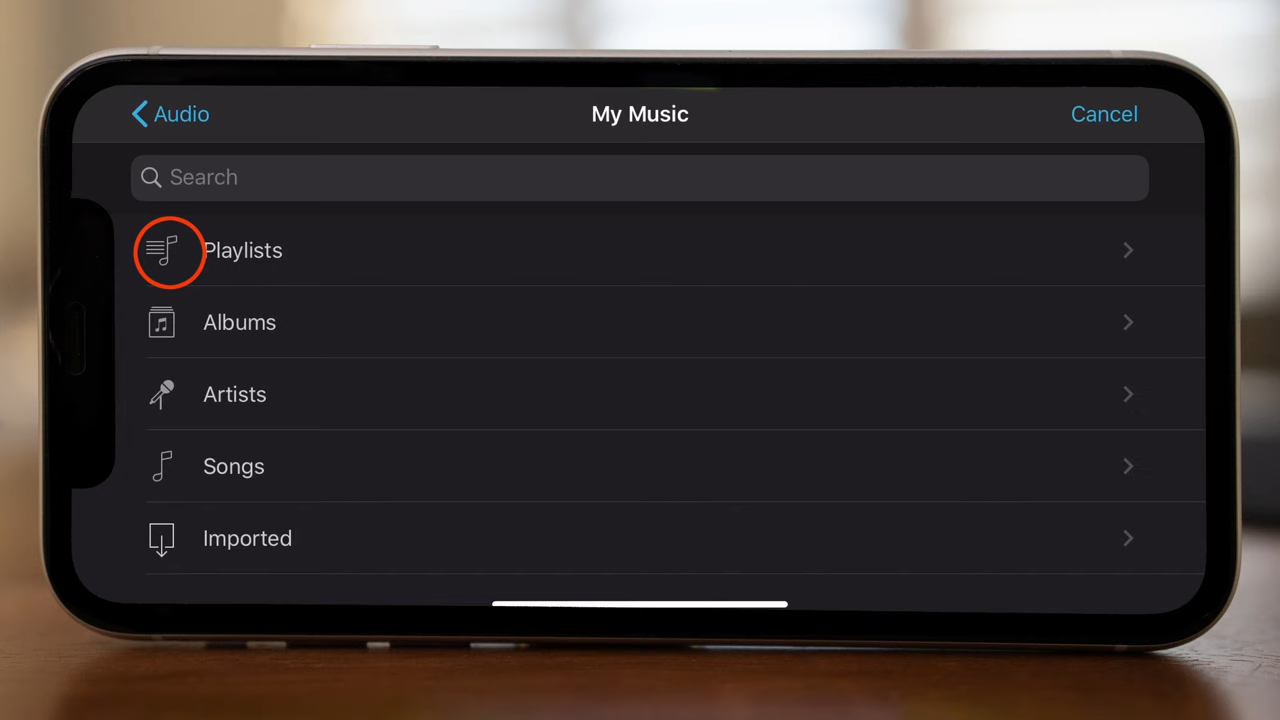 Audio
My Music
Cancel
Search
Playlists
Albums
Artists
Songs
Imported